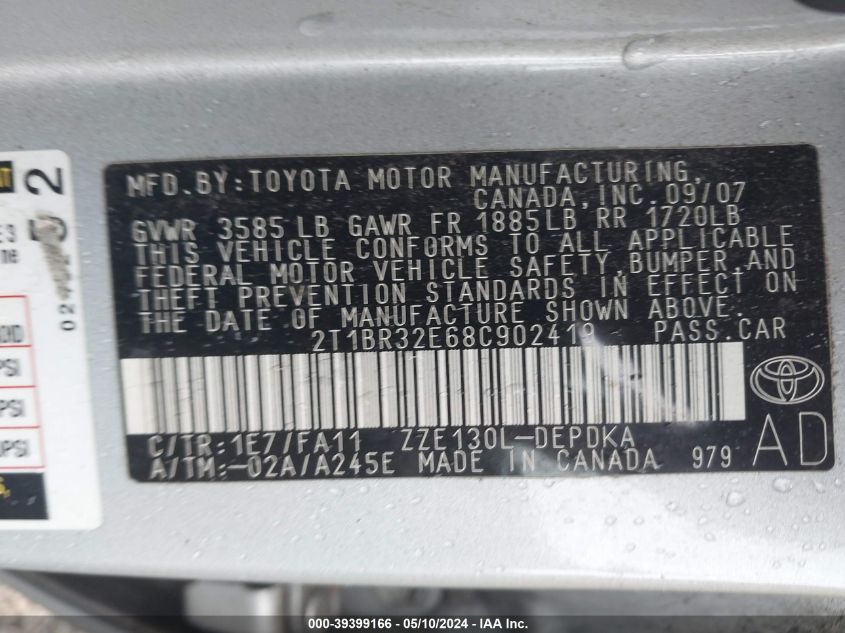 MFD. BY: TOYOTA MOTOR MANUFACTURING,
CANADA, INC. 09/07
GVWR 3585 LB GAWR FR 1885LB RR 1720LB
THIS VEHICLE CONFORMS TO ALL APPLICABLE
FEDERAL MOTOR VEHICLE SAFETY, BUMPER, AND
THEFT PREVENTION STANDARDS IN EFFECT ON
THE DATE OF MANUFACTURE SHOWN ABOVE.
2T1BR32E68C902419 PASS. CAR
C/TR: 1E7/FA11 ZZE130L-DEPDKA
A/TM: -02A/A245E MADE IN CANADA 979
AD
000-39399166 - 05/10/2024 - IAA Inc.